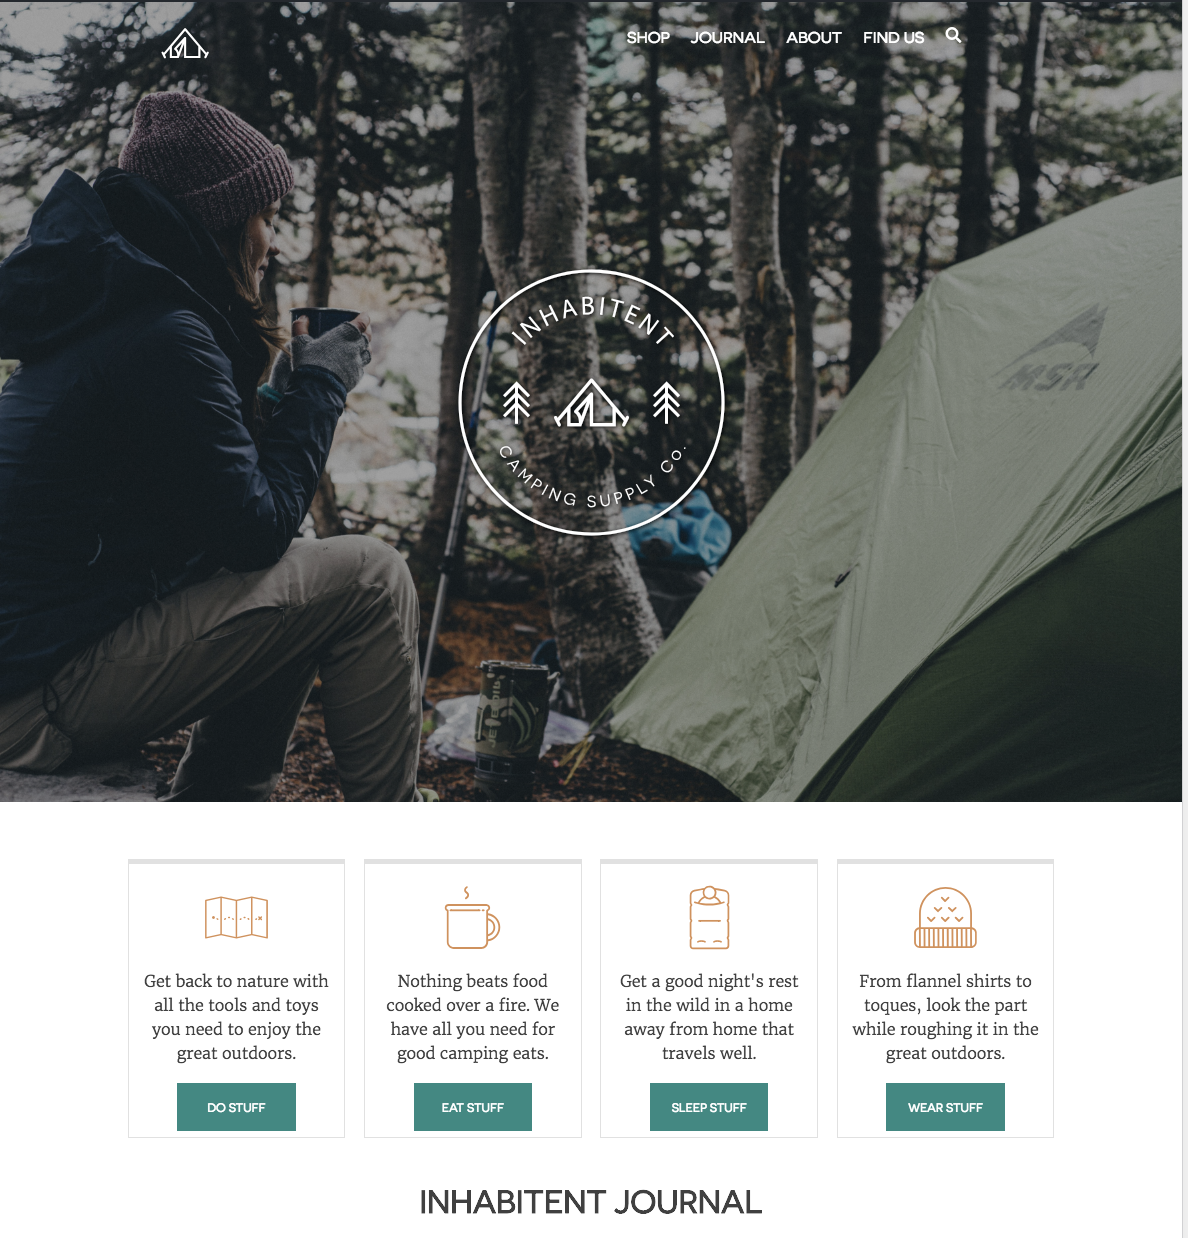 SHOP JOURNAL ABOUT FIND US
INHABITENT
CAMPING SUPPLY Co.
MSR
JETBOIL
Get back to nature with
all the tools and toys
you need to enjoy the
great outdoors.
DO STUFF
Nothing beats food
cooked over a fire. We
have all you need for
good camping eats.
EAT STUFF
Get a good night's rest
in the wild in a home
away from home that
travels well.
SLEEP STUFF
From flannel shirts to
toques, look the part
while roughing it in the
great outdoors.
WEAR STUFF
INHABITENT JOURNAL